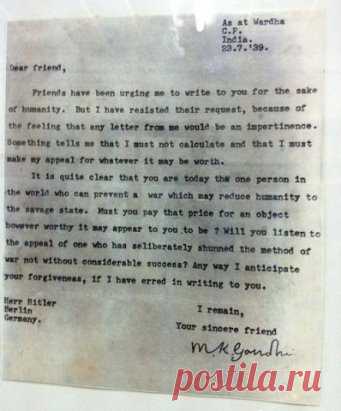 As at Wardha
C.P.
India.
23.7.'39.
Dear friend,
Friends have been urging me to write to you for the sake
of humanity. But I have resisted their request, because of
the feeling that any letter from me would be an impertinence.
Something tells me that I must not calculate and that I must
make my appeal for whatever it may be worth.
It is quite clear that you are today the one person in
the world who can prevent a war which may reduce humanity to
the savage state. Must you pay that price for an object
however worthy it may appear to you to be ? Will you listen to
the appeal of one who has seliberately shunned the method of
war not without considerable success? Any way I anticipate
your forgiveness, if I have erred in writing to you.
Herr Hitler
Berlin
Germany.
I remain,
Your sincere friend
M.K.Gandhi
postila.ru